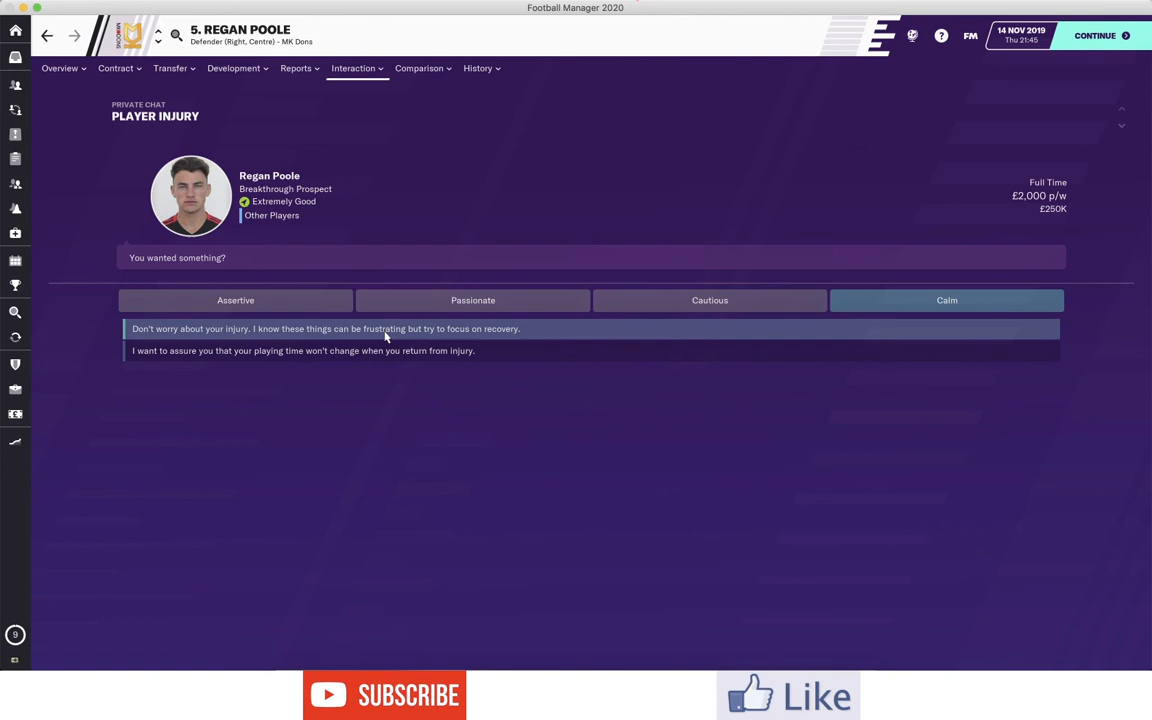 Football Manager 2020
5. REGAN POOLE
Defender (Right, Centre) - MK Dons
FM
14 NOV 2019
Thu 21:45
CONTINUE
Overview
Contract
Transfer
Development
Reports
Interaction
Comparison
History
PRIVATE CHAT
PLAYER INJURY
Regan Poole
Breakthrough Prospect
Extremely Good
Other Players
Full Time
£2,000 p/w
£250K
You wanted something?
Assertive
Passionate
Cautious
Calm
Don't worry about your injury. I know these things can be frustrating but try to focus on recovery.
I want to assure you that your playing time won't change when you return from injury.
9
SUBSCRIBE
Like